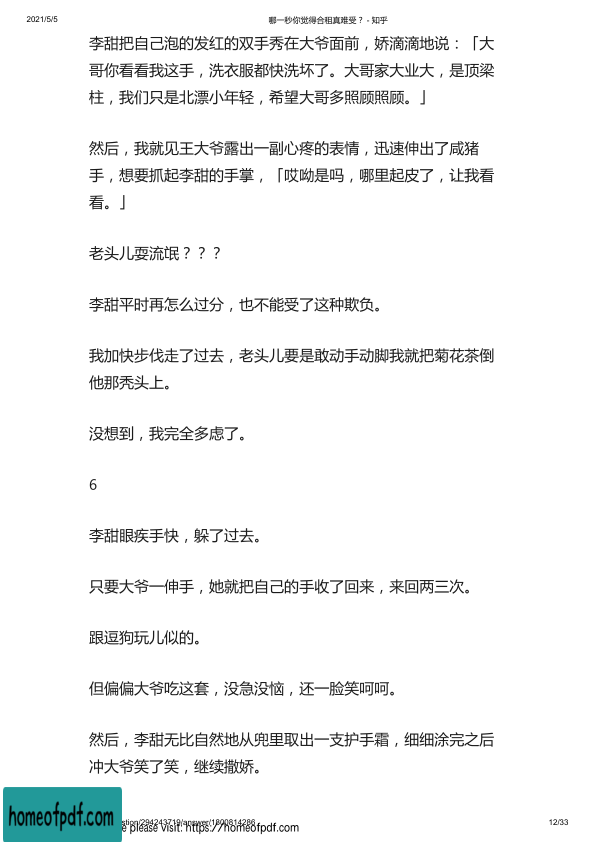 2021/5/5
哪一秒你觉得合租真难受？ - 知乎
李甜把自己泡的发红的双手秀在大爷面前，娇滴滴地说：「大
哥你看看我这手，洗衣服都快洗坏了。大哥家大业大，是顶梁
柱，我们只是北漂小年轻，希望大哥多照顾照顾。」
然后，我就见王大爷露出一副心疼的表情，迅速伸出了咸猪
手，想要抓起李甜的手掌，「哎呦是吗，哪里起皮了，让我看
看。」
老头儿耍流氓？？？
李甜平时再怎么过分，也不能受了这种欺负。
我加快步伐走了过去，老头儿要是敢动手动脚我就把菊花茶倒
他那秃头上。
没想到，我完全多虑了。
6
李甜眼疾手快，躲了过去。
只要大爷一伸手，她就把自己的手收了回来，来回两三次。
跟逗狗玩儿似的。
但偏偏大爷吃这套，没急没恼，还一脸笑呵呵。
然后，李甜无比自然地从兜里取出一支护手霜，细细涂完之后
冲大爷笑了笑，继续撒娇。
homeofpdf.com
stion/294243719/answer/1800814286
12/33
e please visit: https://homeofpdf.com